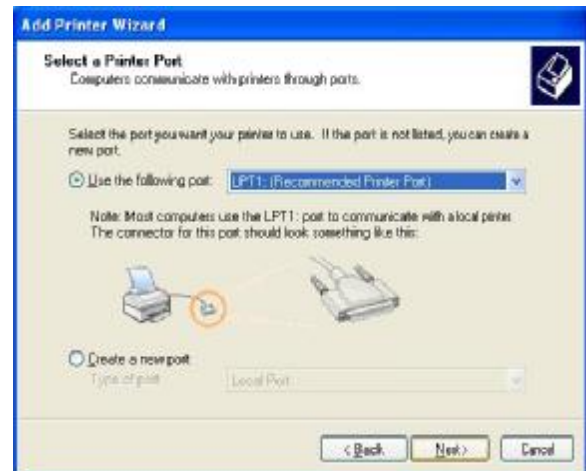 Add Printer Wizard
Select a Printer Port
Computers communicate with printers through ports.
Select the port you want your printer to use. If the port is not listed, you can create a
new port.
Use the following port: LPT1: (Recommended Printer Port)
Note: Most computers use the LPT1: port to communicate with a local printer.
The connector for this port should look something like this:
Create a new port:
Type of port: Local Port
< Back Next > Cancel